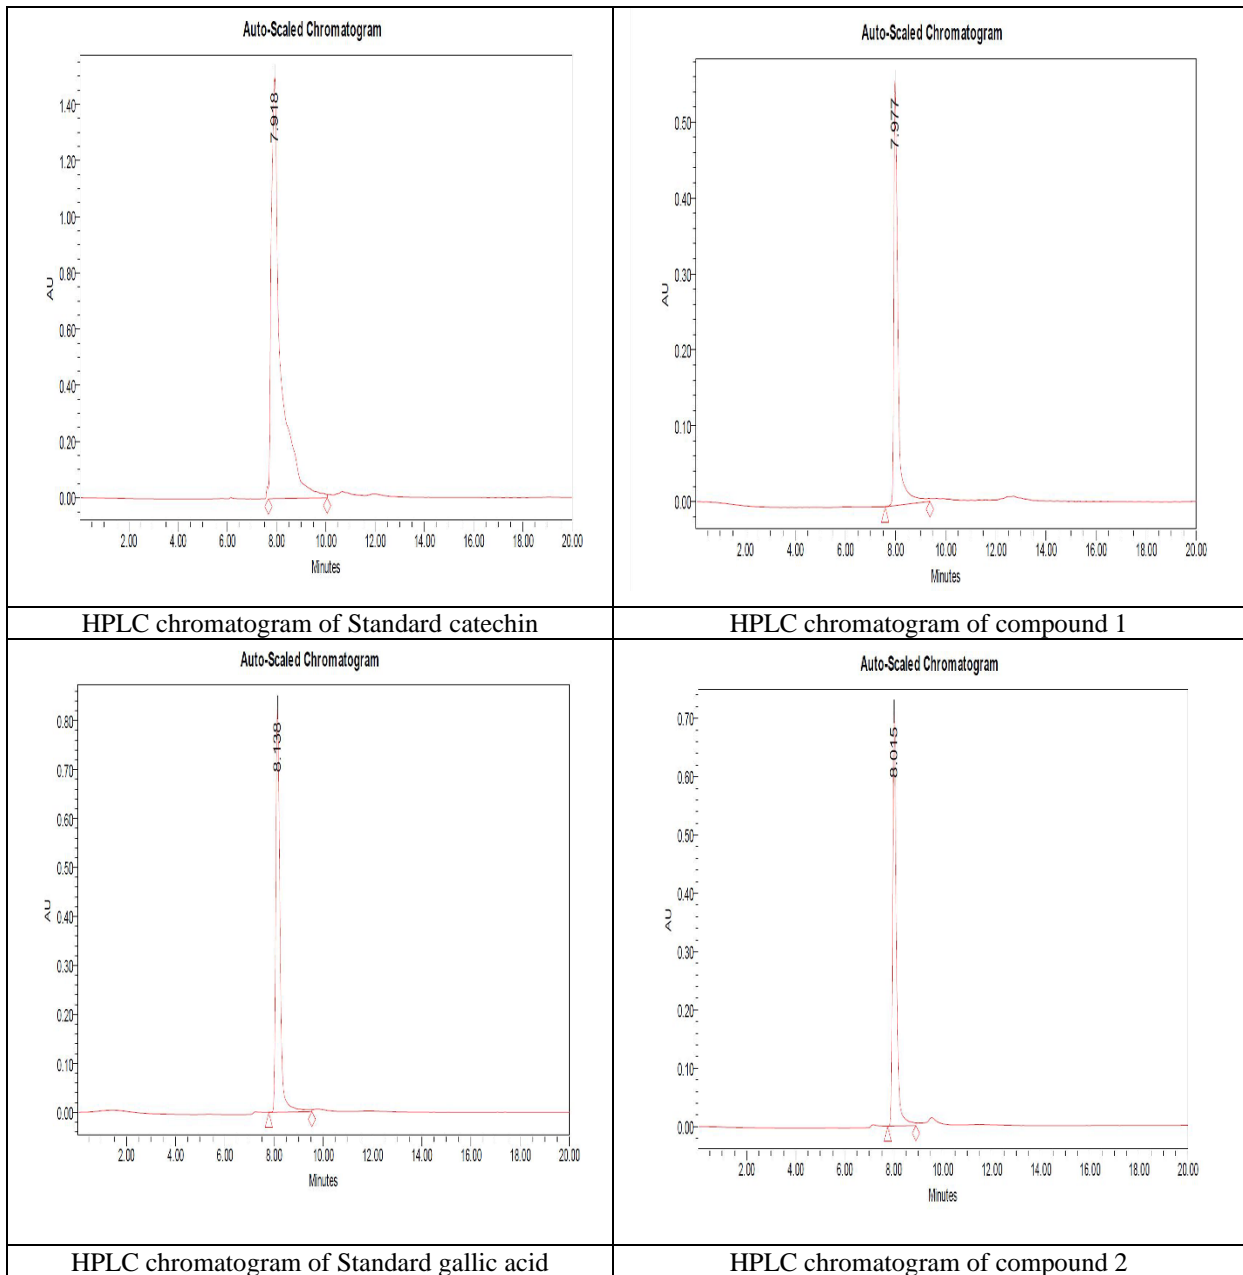 Auto-Scaled Chromatogram
1.40
1.20
1.00
0.80
0.60
0.40
0.20
0.00
AU
7.918
2.00 4.00 6.00 8.00 10.00 12.00 14.00 16.00 18.00 20.00
Minutes
HPLC chromatogram of Standard catechin
Auto-Scaled Chromatogram
0.50
0.40
0.30
0.20
0.10
0.00
AU
7.977
2.00 4.00 6.00 8.00 10.00 12.00 14.00 16.00 18.00 20.00
Minutes
HPLC chromatogram of compound 1
Auto-Scaled Chromatogram
0.80
0.70
0.60
0.50
0.40
0.30
0.20
0.10
0.00
AU
8.138
2.00 4.00 6.00 8.00 10.00 12.00 14.00 16.00 18.00 20.00
Minutes
HPLC chromatogram of Standard gallic acid
Auto-Scaled Chromatogram
0.70
0.60
0.50
0.40
0.30
0.20
0.10
0.00
AU
8.015
2.00 4.00 6.00 8.00 10.00 12.00 14.00 16.00 18.00 20.00
Minutes
HPLC chromatogram of compound 2